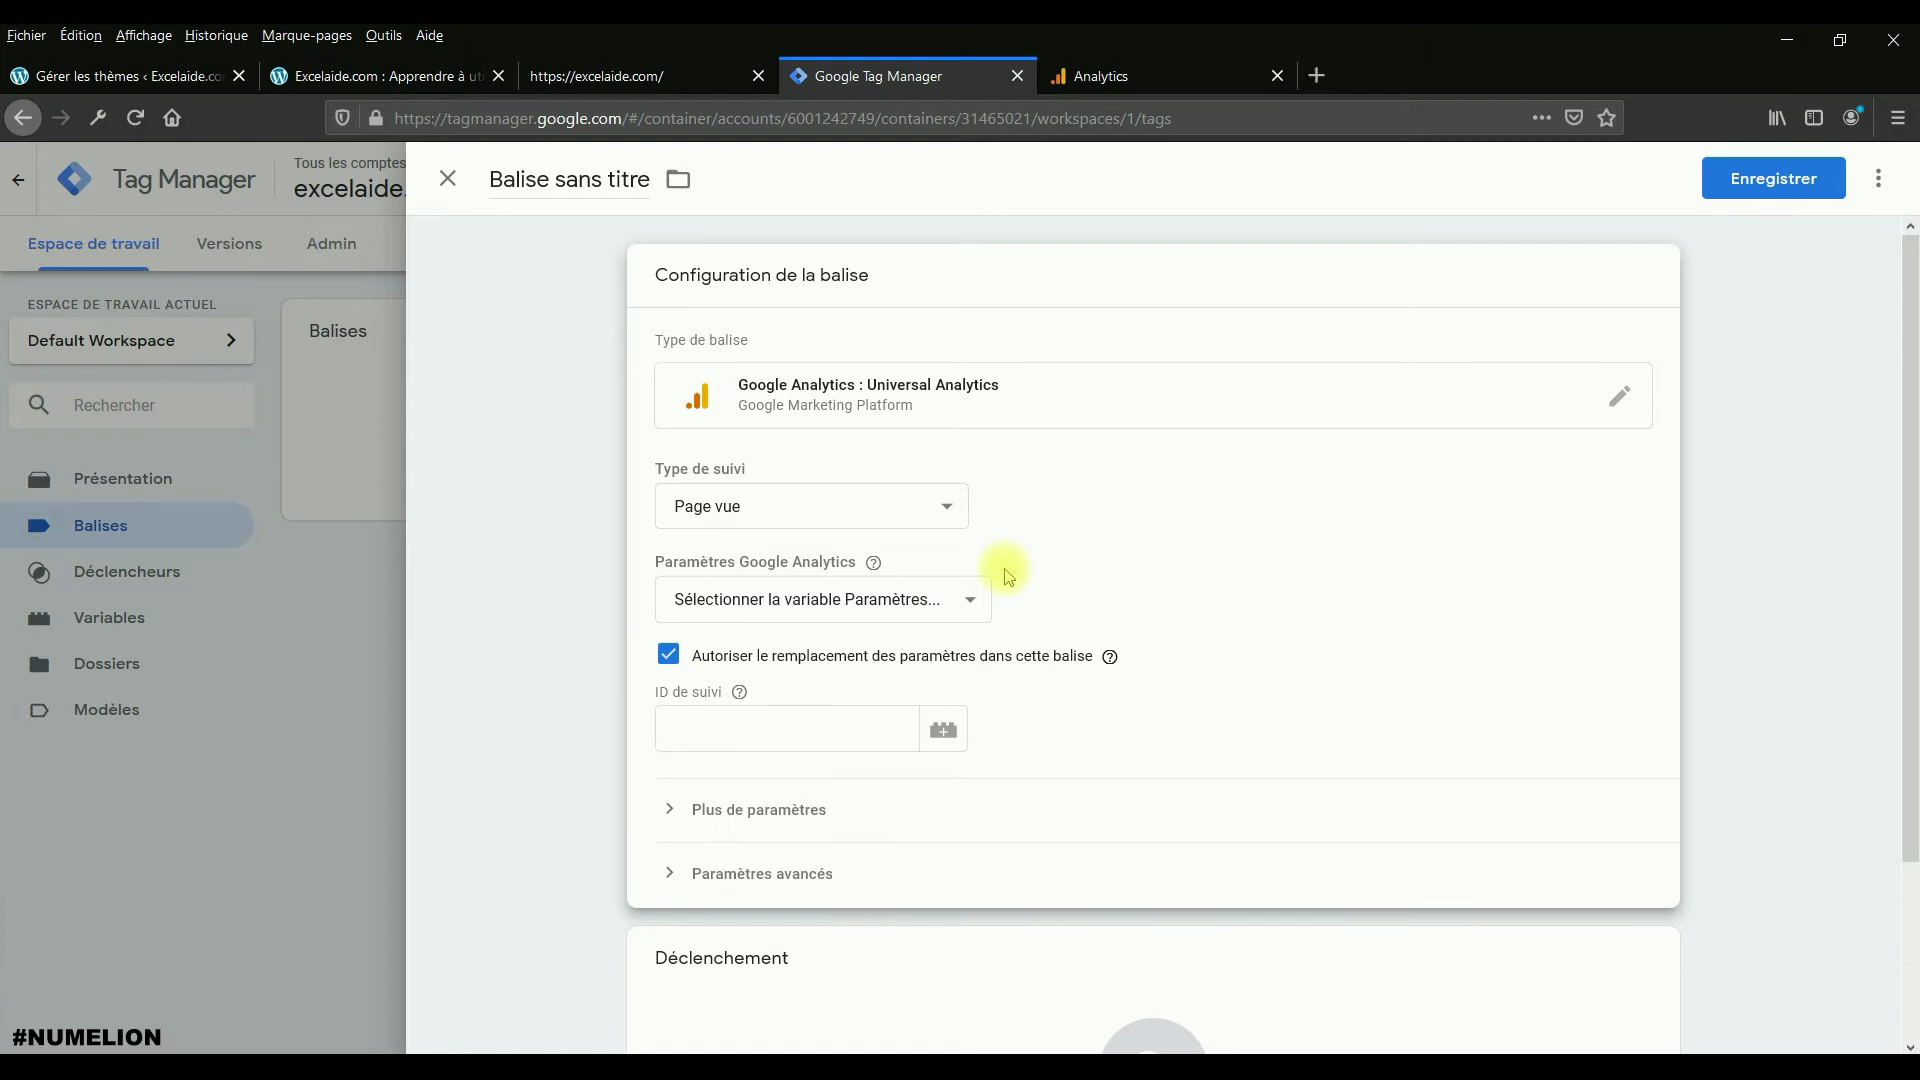 Fichier Édition Affichage Historique Marque-pages Outils Aide
Gérer les thèmes ‹ Excelaide.co
Excelaide.com : Apprendre à uti
https://excelaide.com/
Google Tag Manager
Analytics
https://tagmanager.google.com/#/container/accounts/6001242749/containers/31465021/workspaces/1/tags
Tag Manager
Tous les comptes
excelaide.
Balise sans titre
Enregistrer
Espace de travail Versions Admin
ESPACE DE TRAVAIL ACTUEL
Default Workspace
Rechercher
Présentation
Balises
Déclencheurs
Variables
Dossiers
Modèles
Balises
Configuration de la balise
Type de balise
Google Analytics : Universal Analytics
Google Marketing Platform
Type de suivi
Page vue
Paramètres Google Analytics
Sélectionner la variable Paramètres...
Autoriser le remplacement des paramètres dans cette balise
ID de suivi
Plus de paramètres
Paramètres avancés
Déclenchement
#NUMELION